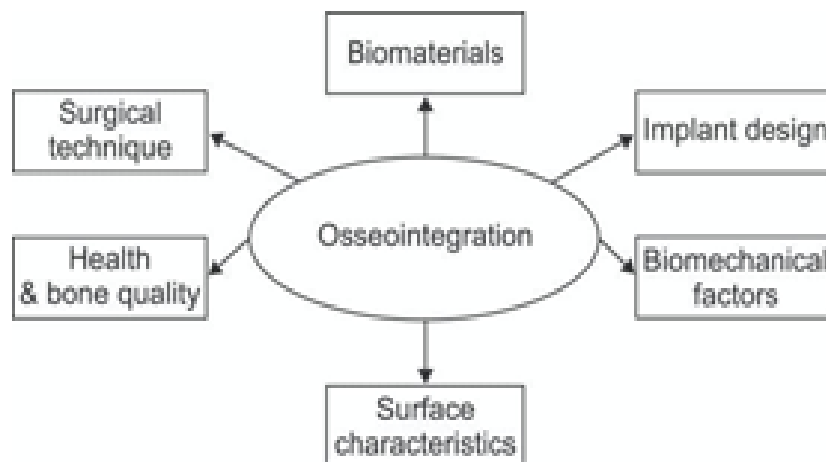 Biomaterials
Surgical
technique
Implant design
Osseointegration
Health
& bone quality
Biomechanical
factors
Surface
characteristics